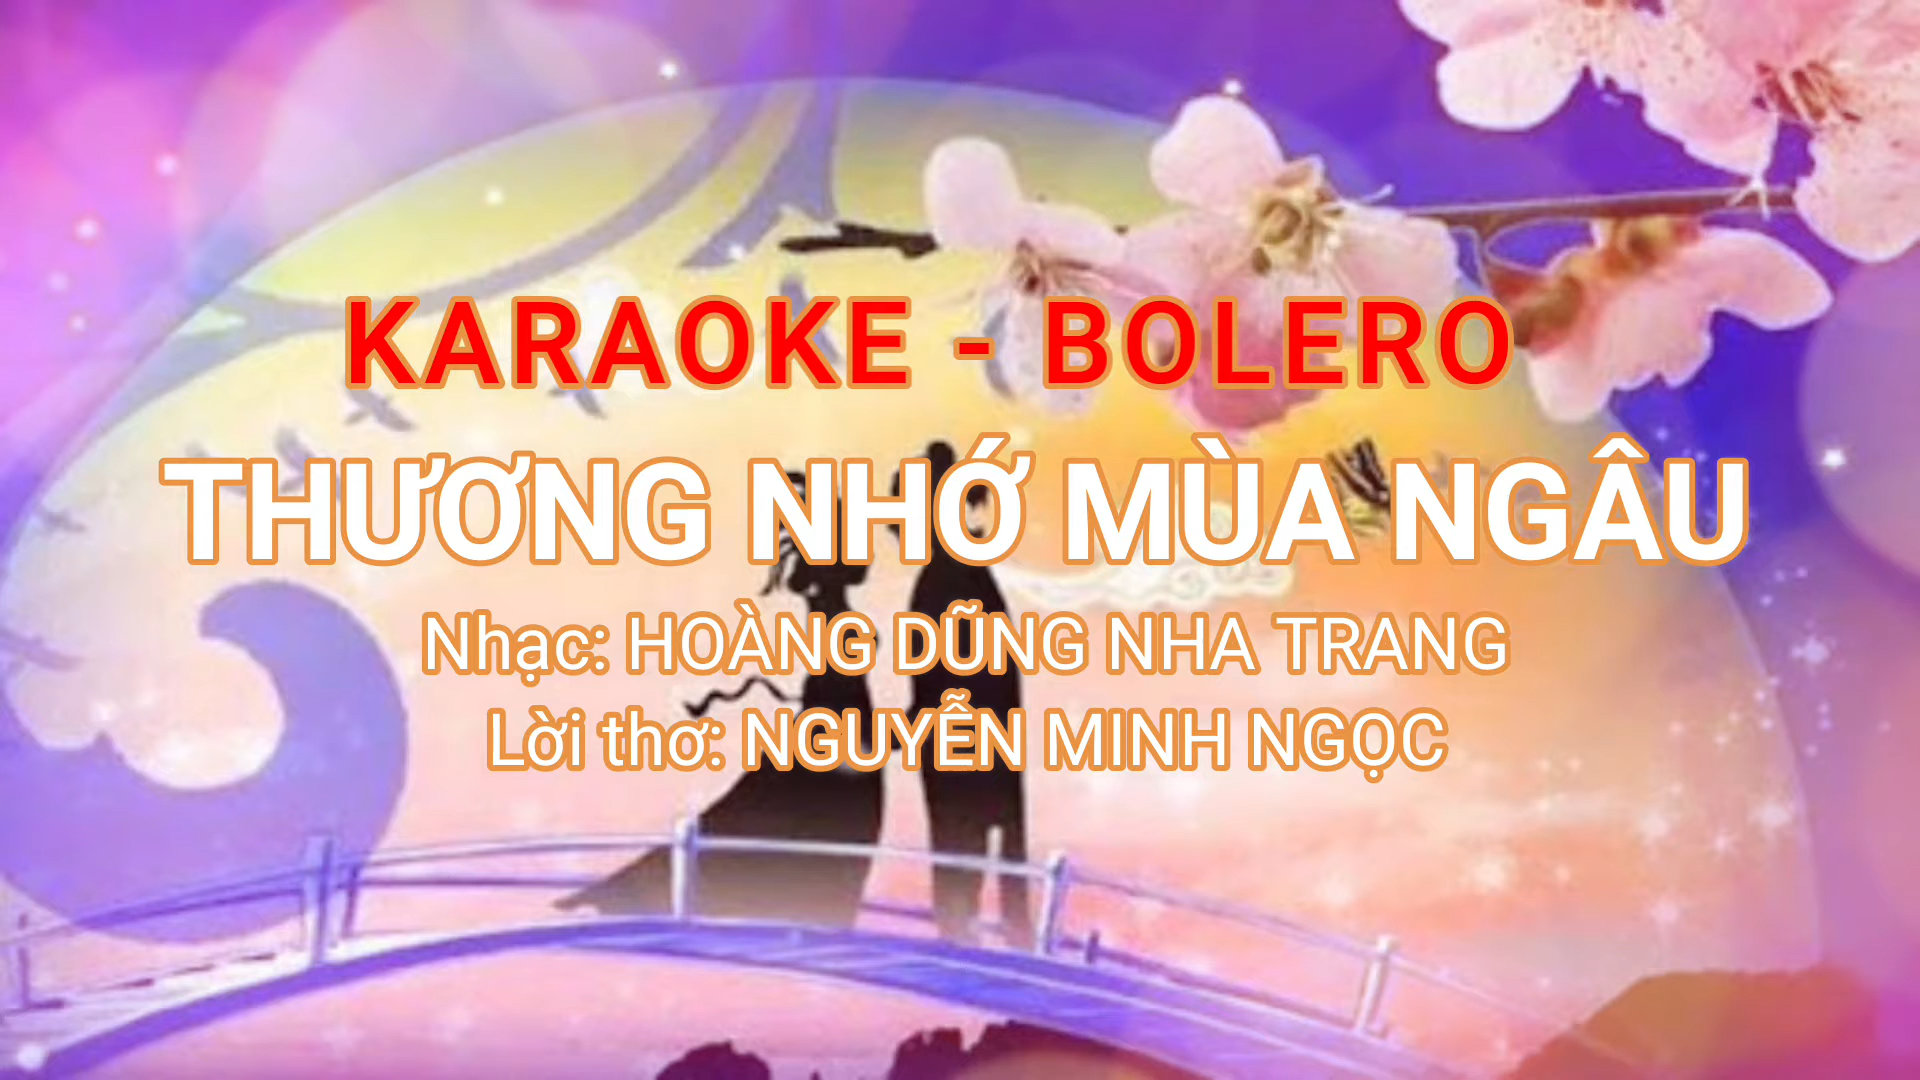 KARAOKE - BOLERO
THƯƠNG NHỚ MÙA NGÂU
Nhạc: HOÀNG DŨNG NHA TRANG
Lời thơ: NGUYỄN MINH NGỌC